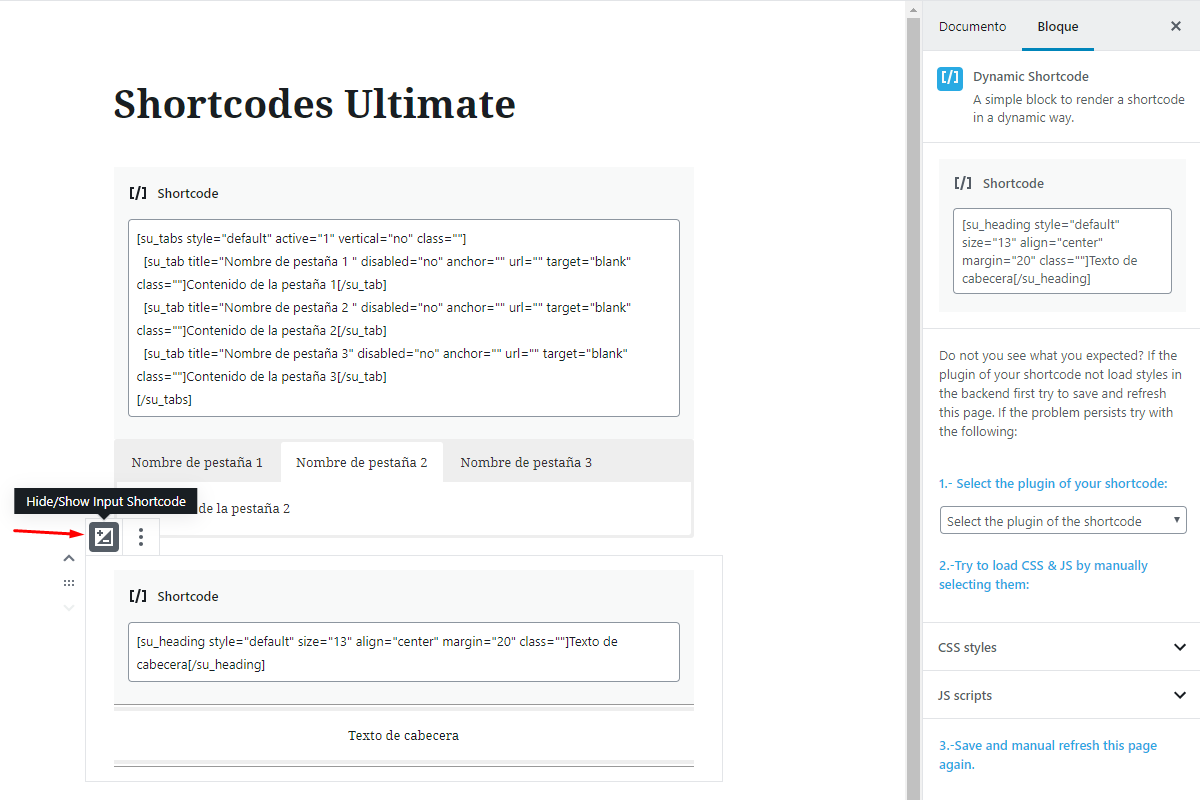 Shortcodes Ultimate
[/] Shortcode
[su_tabs style="default" active="1" vertical="no" class=""]
[su_tab title="Nombre de pestaña 1 " disabled="no" anchor="" url="" target="blank"
class=""]Contenido de la pestaña 1[/su_tab]
[su_tab title="Nombre de pestaña 2 " disabled="no" anchor="" url="" target="blank"
class=""]Contenido de la pestaña 2[/su_tab]
[su_tab title="Nombre de pestaña 3" disabled="no" anchor="" url="" target="blank"
class=""]Contenido de la pestaña 3[/su_tab]
[/su_tabs]
Nombre de pestaña 1 Nombre de pestaña 2 Nombre de pestaña 3
de la pestaña 2
Hide/Show Input Shortcode
[/] Shortcode
[su_heading style="default" size="13" align="center" margin="20" class=""]Texto de
cabecera[/su_heading]
Texto de cabecera
Documento Bloque ×
[/] Dynamic Shortcode
A simple block to render a shortcode
in a dynamic way.
[/] Shortcode
[su_heading style="default"
size="13" align="center"
margin="20" class=""]Texto de
cabecera[/su_heading]
Do not you see what you expected? If the
plugin of your shortcode not load styles in
the backend first try to save and refresh
this page. If the problem persists try with
the following:
1.- Select the plugin of your shortcode:
Select the plugin of the shortcode
2.-Try to load CSS & JS by manually
selecting them:
CSS styles
JS scripts
3.-Save and manual refresh this page
again.